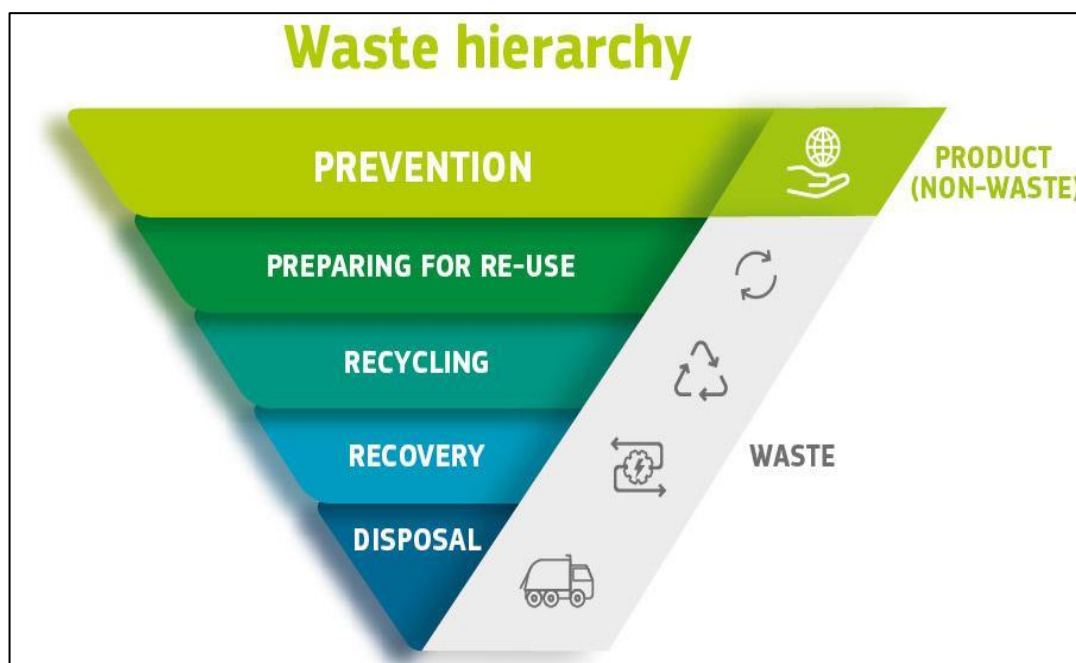 Waste hierarchy
PREVENTION
PRODUCT
(NON-WASTE)
PREPARING FOR RE-USE
RECYCLING
RECOVERY
WASTE
DISPOSAL